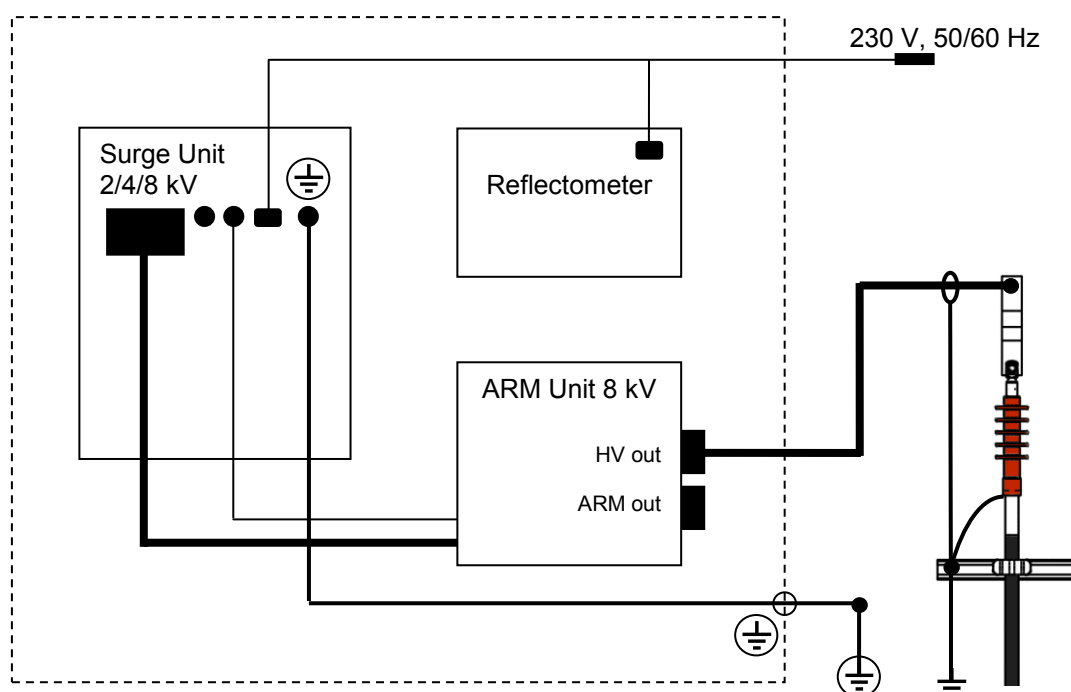 230 V, 50/60 Hz
Surge Unit
2/4/8 kV
Reflectometer
ARM Unit 8 kV
HV out
ARM out